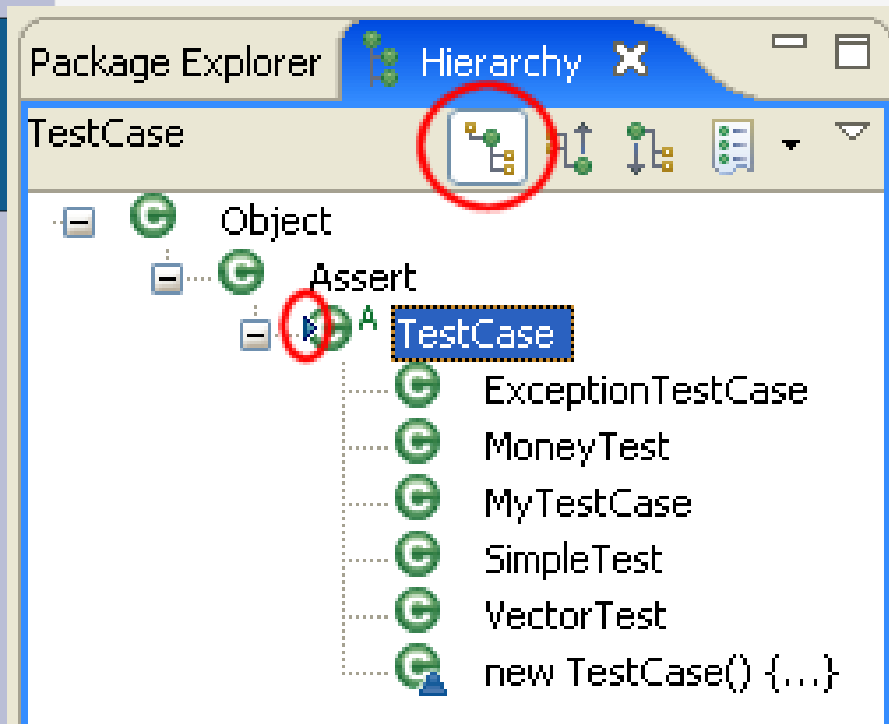 Package Explorer Hierarchy
TestCase
Object
Assert
A TestCase
ExceptionTestCase
MoneyTest
MyTestCase
SimpleTest
VectorTest
new TestCase() {...}